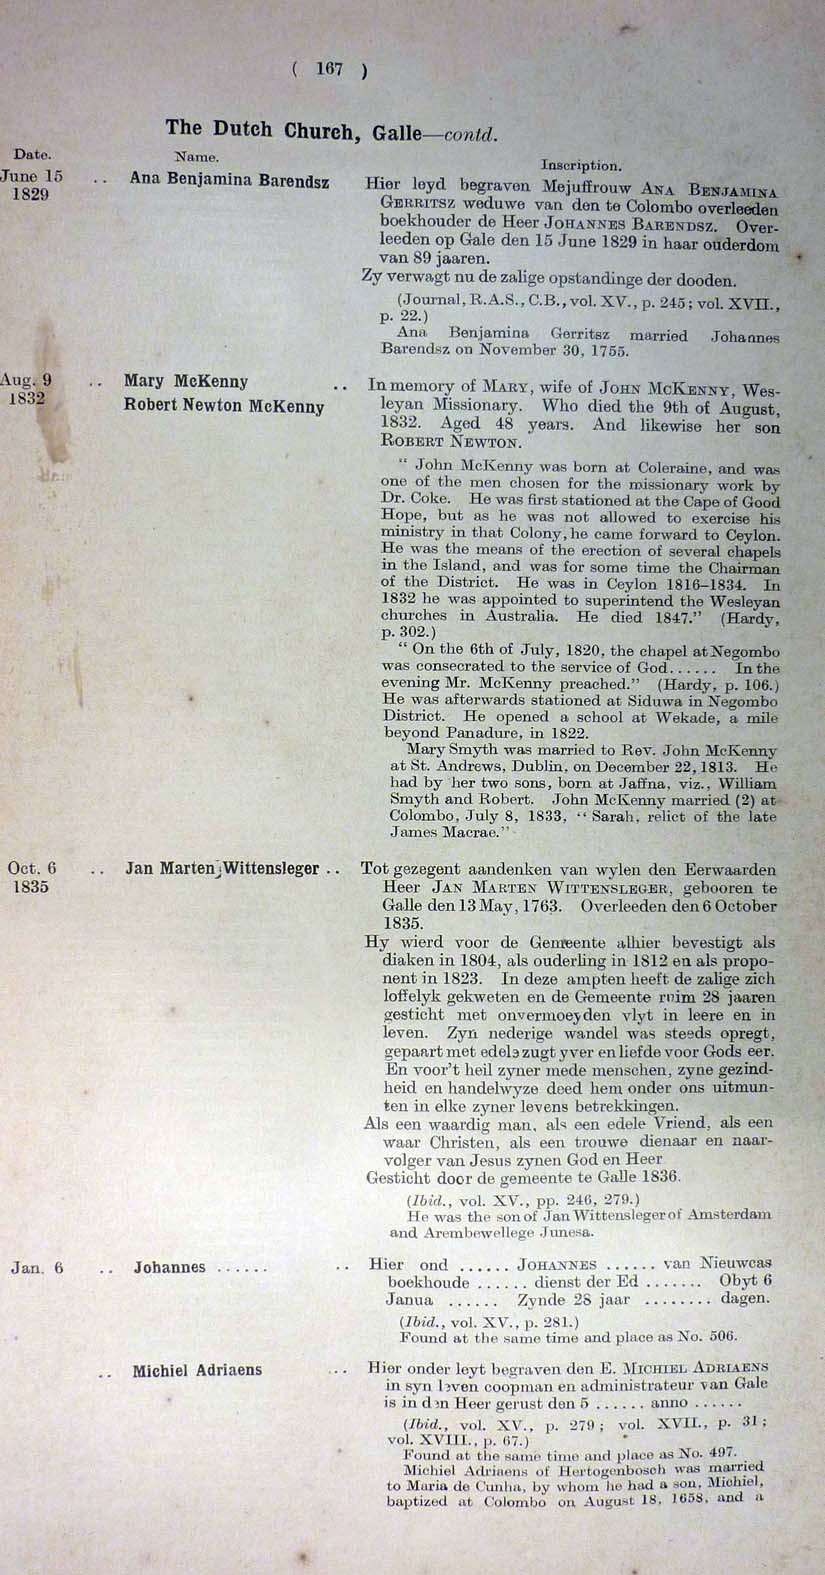 ( 167 )
The Dutch Church, Galle—contd.
Date. Name. Inscription.
June 15 .. Ana Benjamina Barendsz Hier leyd begraven Mejuffrouw ANA BENJAMINA
1829 GERRITSZ weduwe van den te Colombo overleeden
boekhouder de Heer JOHANNES BARENDSZ. Over-
leeden op Gale den 15 June 1829 in haar ouderdom
van 89 jaaren.
Zy verwagt nu de zalige opstandinge der dooden.
(Journal, R.A.S., C.B., vol. XV., p. 245; vol. XVII.,
p. 22.)
Ana Benjamina Gerritsz married Johannes
Barendsz on November 30, 1755.
Aug. 9 .. Mary McKenny .. In memory of MARY, wife of JOHN MCKENNY, Wes-
1832 Robert Newton McKenny leyan Missionary. Who died the 9th of August,
1832. Aged 48 years. And likewise her son
ROBERT NEWTON.
“ John McKenny was born at Coleraine, and was
one of the men chosen for the missionary work by
Dr. Coke. He was first stationed at the Cape of Good
Hope, but as he was not allowed to exercise his
ministry in that Colony, he came forward to Ceylon.
He was the means of the erection of several chapels
in the Island, and was for some time the Chairman
of the District. He was in Ceylon 1816–1834. In
1832 he was appointed to superintend the Wesleyan
churches in Australia. He died 1847.” (Hardy,
p. 302.)
“ On the 6th of July, 1820, the chapel at Negombo
was consecrated to the service of God...... In the
evening Mr. McKenny preached.” (Hardy, p. 106.)
He was afterwards stationed at Siduwa in Negombo
District. He opened a school at Wekade, a mile
beyond Panadure, in 1822.
Mary Smyth was married to Rev. John McKenny
at St. Andrews, Dublin, on December 22, 1813. He
had by her two sons, born at Jaffna, viz., William
Smyth and Robert. John McKenny married (2) at
Colombo, July 8, 1833, “ Sarah, relict of the late
James Macrae.”
Oct. 6 .. Jan Marten Wittensleger .. Tot gezegent aandenken van wylen den Eerwaarden
1835 Heer JAN MARTEN WITTENSLEGER, gebooren te
Galle den 13 May, 1763. Overleeden den 6 October
1835.
Hy wierd voor de Gemeente alhier bevestigt als
diaken in 1804, als ouderling in 1812 en als propo-
nent in 1823. In deze ampten heeft de zalige zich
loffelyk gekweten en de Gemeente ruim 28 jaaren
gesticht met onvermoeyden vlyt in leere en in
leven. Zyn nederige wandel was steeds opregt,
gepaart met edele zugt yver en liefde voor Gods eer.
En voor't heil zyner mede menschen, zyne gezind-
heid en handelwyze deed hem onder ons uitmun-
ten in elke zyner levens betrekkingen.
Als een waardig man, als een edele Vriend, als een
waar Christen, als een trouwe dienaar en naar-
volger van Jesus zynen God en Heer
Gesticht door de gemeente te Galle 1836.
(Ibid., vol. XV., pp. 246, 279.)
He was the son of Jan Wittensleger of Amsterdam
and Arembewellege Junesa.
Jan. 6 .. Johannes ...... .. Hier ond ...... JOHANNES ...... van Nieuwcas
boekhoude ...... dienst der Ed ....... Obyt 6
Janua ...... Zynde 28 jaar ........ dagen.
(Ibid., vol. XV., p. 281.)
Found at the same time and place as No. 506.
.. Michiel Adriaens ... Hier onder leyt begraven den E. MICHIEL ADRIAENS
in syn leven coopman en administrateur van Gale
is in den Heer gerust den 5 ...... anno ......
(Ibid., vol. XV., p. 279; vol. XVII., p. 31;
vol. XVIII., p. 67.)
Found at the same time and place as No. 497.
Michiel Adriaens of Hertogenbosch was married
to Maria de Cunha, by whom he had a son, Michiel,
baptized at Colombo on August 18, 1658, and a